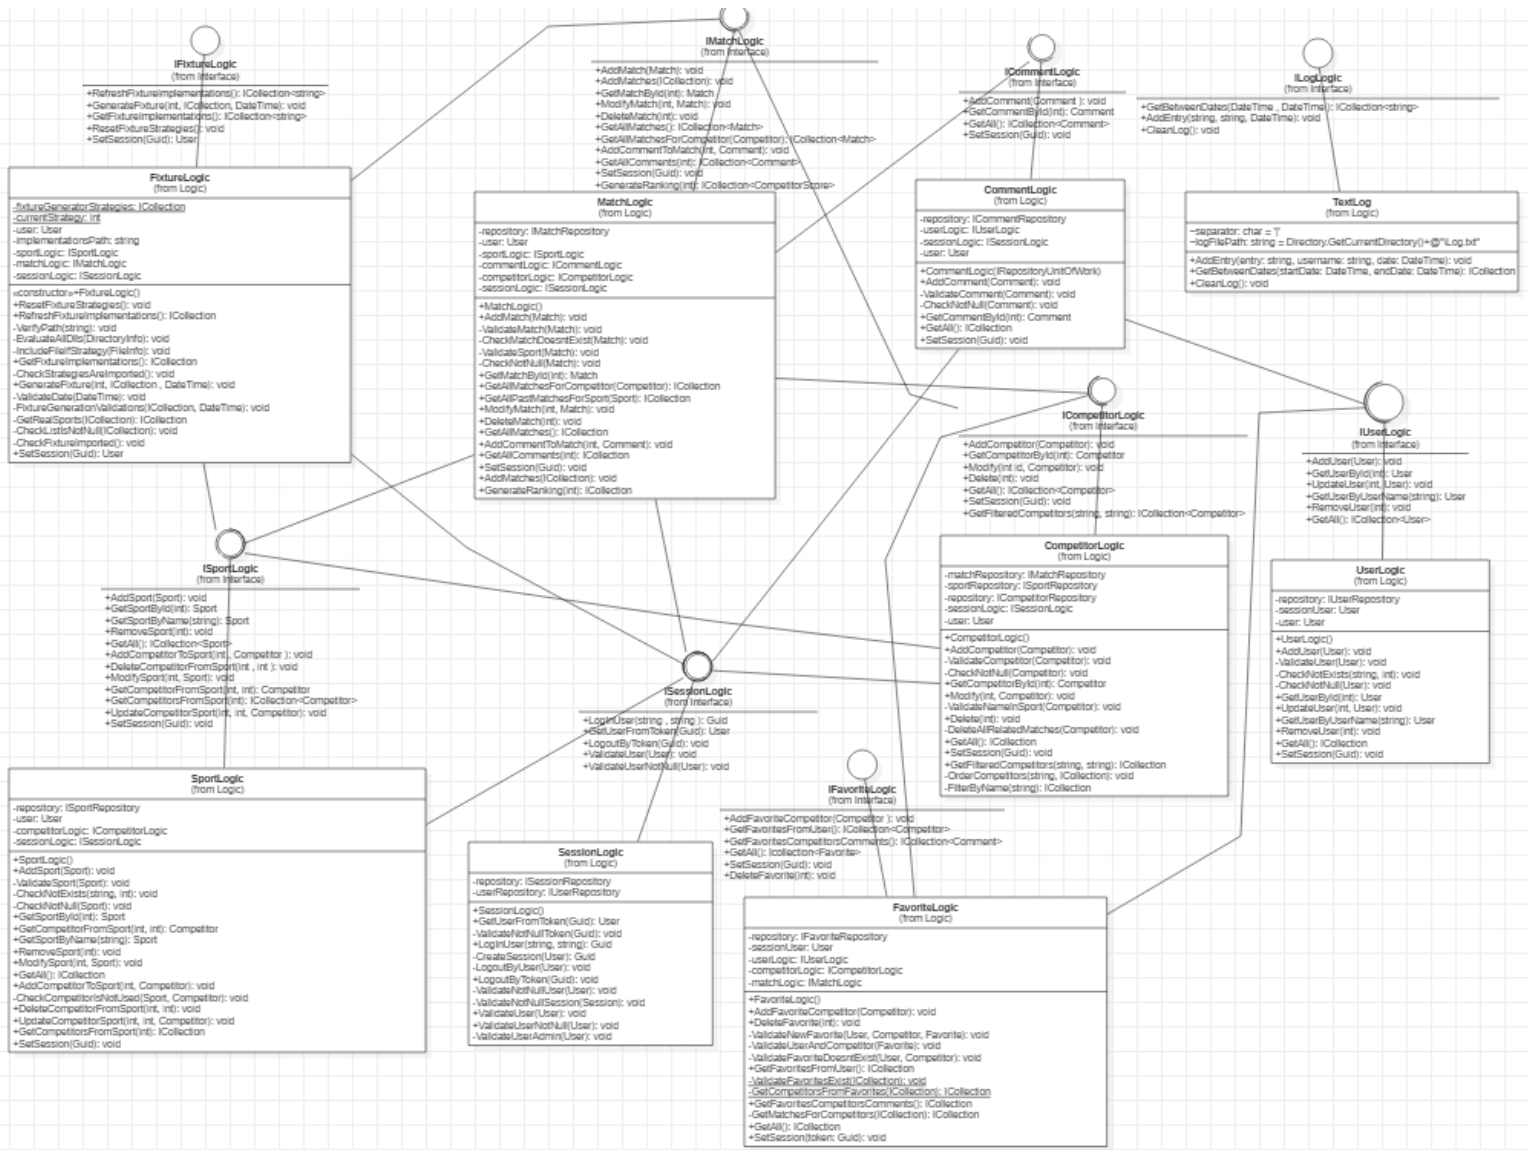 IFixtureLogic
(from Interface)
+RefreshFixtureImplementations(): ICollection<string>
+GenerateFixture(int, ICollection, DateTime): void
+GetFixtureImplementations(): ICollection<string>
+ResetFixtureStrategies(): void
+SetSession(Guid): User
IMatchLogic
(from Interface)
+AddMatch(Match): void
+AddMatches(ICollection): void
+GetMatchById(int): Match
+ModifyMatch(int, Match): void
+DeleteMatch(int): void
+GetAllMatches(): ICollection<Match>
+GetAllMatchesForCompetitor(Competitor): ICollection<Match>
+AddCommentToMatch(int, Comment): void
+GetAllComments(int): ICollection<Comment>
+SetSession(Guid): void
+GenerateRanking(int): ICollection<CompetitorScore>
ICommentLogic
(from Interface)
+AddComment(Comment ): void
+GetCommentById(int): Comment
+GetAll(): ICollection<Comment>
+SetSession(Guid): void
ILogLogic
(from Interface)
+GetBetweenDates(DateTime , DateTime): ICollection<string>
+AddEntry(string, string, DateTime): void
+CleanLog(): void
FixtureLogic
(from Logic)
-fixtureGeneratorStrategies: ICollection
-currentStrategy: int
-user: User
-implementationsPath: string
-sportLogic: ISportLogic
-matchLogic: IMatchLogic
-sessionLogic: ISessionLogic
«constructor»+FixtureLogic()
+ResetFixtureStrategies(): void
+RefreshFixtureImplementations(): ICollection
-VerifyPath(string): void
-EvaluateAllDlls(DirectoryInfo): void
-IncludeFileIfStrategy(FileInfo): void
+GetFixtureImplementations(): ICollection
-CheckStrategiesAreImported(): void
+GenerateFixture(int, ICollection , DateTime): void
-ValidateDate(DateTime): void
-FixtureGenerationValidations(ICollection, DateTime): void
-GetRealSports(ICollection): ICollection
-CheckListIsNotNull(ICollection): void
-CheckFixtureImported(): void
+SetSession(Guid): User
MatchLogic
(from Logic)
-repository: IMatchRepository
-user: User
-sportLogic: ISportLogic
-commentLogic: ICommentLogic
-competitorLogic: ICompetitorLogic
-sessionLogic: ISessionLogic
+MatchLogic()
+AddMatch(Match): void
-ValidateMatch(Match): void
-CheckMatchDoesntExist(Match): void
-ValidateSport(Match): void
-CheckNotNull(Match): void
+GetMatchById(int): Match
+GetAllMatchesForCompetitor(Competitor): ICollection
+GetAllPastMatchesForSport(Sport): ICollection
+ModifyMatch(int, Match): void
+DeleteMatch(int): void
+GetAllMatches(): ICollection
+AddCommentToMatch(int, Comment): void
+GetAllComments(int): ICollection
+SetSession(Guid): void
+AddMatches(ICollection): void
+GenerateRanking(int): ICollection
CommentLogic
(from Logic)
-repository: ICommentRepository
-userLogic: IUserLogic
-sessionLogic: ISessionLogic
-user: User
+CommentLogic(IRepositoryUnitOfWork)
+AddComment(Comment): void
-ValidateComment(Comment): void
-CheckNotNull(Comment): void
+GetCommentById(int): Comment
+GetAll(): ICollection
+SetSession(Guid): void
TextLog
(from Logic)
~separator: char = '|'
~logFilePath: string = Directory.GetCurrentDirectory()+@"\Log.txt"
+AddEntry(entry: string, username: string, date: DateTime): void
+GetBetweenDates(startDate: DateTime, endDate: DateTime): ICollection
+CleanLog(): void
ICompetitorLogic
(from Interface)
+AddCompetitor(Competitor): void
+GetCompetitorById(int): Competitor
+Modify(int id, Competitor): void
+Delete(int): void
+GetAll(): ICollection<Competitor>
+SetSession(Guid): void
+GetFilteredCompetitors(string, string): ICollection<Competitor>
IUserLogic
(from Interface)
+AddUser(User): void
+GetUserById(int): User
+UpdateUser(int, User): void
+GetUserByUserName(string): User
+RemoveUser(int): void
+GetAll(): ICollection<User>
ISportLogic
(from Interface)
+AddSport(Sport): void
+GetSportById(int): Sport
+GetSportByName(string): Sport
+RemoveSport(int): void
+GetAll(): ICollection<Sport>
+AddCompetitorToSport(int , Competitor ): void
+DeleteCompetitorFromSport(int , int ): void
+ModifySport(int, Sport): void
+GetCompetitorFromSport(int, int): Competitor
+GetCompetitorsFromSport(int): ICollection<Competitor>
+UpdateCompetitorSport(int, int, Competitor): void
+SetSession(Guid): void
CompetitorLogic
(from Logic)
-matchRepository: IMatchRepository
-sportRepository: ISportRepository
-repository: ICompetitorRepository
-sessionLogic: ISessionLogic
-user: User
+CompetitorLogic()
+AddCompetitor(Competitor): void
-ValidateCompetitor(Competitor): void
-CheckNotNull(Competitor): void
+GetCompetitorById(int): Competitor
+Modify(int, Competitor): void
-ValidateNameInSport(Competitor): void
+Delete(int): void
-DeleteAllRelatedMatches(Competitor): void
+GetAll(): ICollection
+SetSession(Guid): void
+GetFilteredCompetitors(string, string): ICollection
-OrderCompetitors(string, ICollection): void
-FilterByName(string): ICollection
UserLogic
(from Logic)
-repository: IUserRepository
-sessionUser: User
-user: User
+UserLogic()
+AddUser(User): void
-ValidateUser(User): void
-CheckNotExists(string, int): void
-CheckNotNull(User): void
+GetUserById(int): User
+UpdateUser(int, User): void
+GetUserByUserName(string): User
+RemoveUser(int): void
+GetAll(): ICollection
+SetSession(Guid): void
ISessionLogic
(from Interface)
+LogInUser(string , string ): Guid
+GetUserFromToken(Guid): User
+LogoutByToken(Guid): void
+ValidateUser(User): void
+ValidateUserNotNull(User): void
SportLogic
(from Logic)
-repository: ISportRepository
-user: User
-competitorLogic: ICompetitorLogic
-sessionLogic: ISessionLogic
+SportLogic()
+AddSport(Sport): void
-ValidateSport(Sport): void
-CheckNotExists(string, int): void
-CheckNotNull(Sport): void
+GetSportById(int): Sport
+GetCompetitorFromSport(int, int): Competitor
+GetSportByName(string): Sport
+RemoveSport(int): void
+ModifySport(int, Sport): void
+GetAll(): ICollection
+AddCompetitorToSport(int, Competitor): void
-CheckCompetitorIsNotUsed(Sport, Competitor): void
+DeleteCompetitorFromSport(int, int): void
+UpdateCompetitorSport(int, int, Competitor): void
+GetCompetitorsFromSport(int): ICollection
+SetSession(Guid): void
SessionLogic
(from Logic)
-repository: ISessionRepository
-userRepository: IUserRepository
+SessionLogic()
+GetUserFromToken(Guid): User
-ValidateNotNullToken(Guid): void
+LogInUser(string, string): Guid
-CreateSession(User): Guid
-LogoutByUser(User): void
+LogoutByToken(Guid): void
-ValidateNotNullUser(User): void
-ValidateNotNullSession(Session): void
+ValidateUser(User): void
+ValidateUserNotNull(User): void
-ValidateUserAdmin(User): void
IFavoriteLogic
(from Interface)
+AddFavoriteCompetitor(Competitor ): void
+GetFavoritesFromUser(): ICollection<Competitor>
+GetFavoritesCompetitorsComments(): ICollection<Comment>
+GetAll(): Icollection<Favorite>
+SetSession(Guid): void
+DeleteFavorite(int): void
FavoriteLogic
(from Logic)
-repository: IFavoriteRepository
-sessionUser: User
-userLogic: IUserLogic
-competitorLogic: ICompetitorLogic
-matchLogic: IMatchLogic
+FavoriteLogic()
+AddFavoriteCompetitor(Competitor): void
+DeleteFavorite(int): void
-ValidateNewFavorite(User, Competitor, Favorite): void
-ValidateUserAndCompetitor(Favorite): void
-ValidateFavoriteDoesntExist(User, Competitor): void
+GetFavoritesFromUser(): ICollection
-ValidateFavoritesExist(ICollection): void
-GetCompetitorsFromFavorites(ICollection): ICollection
+GetFavoritesCompetitorsComments(): ICollection
-GetMatchesForCompetitors(ICollection): ICollection
+GetAll(): ICollection
+SetSession(token: Guid): void